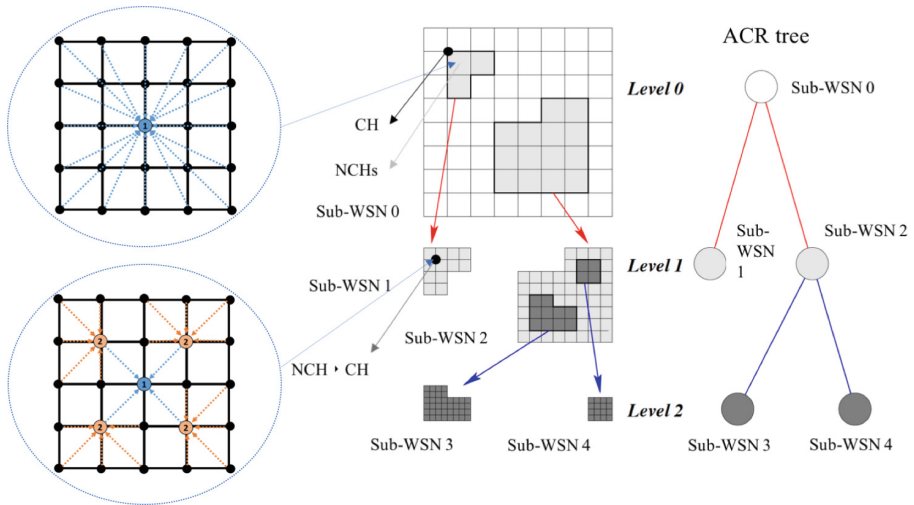 ACR tree
1
Level 0
Sub-WSN 0
CH
NCHs
Sub-WSN 0
Sub-WSN 1
Level 1
Sub-
WSN
1
Sub-WSN 2
Sub-WSN 2
NCH ▸ CH
2
2
1
2
2
Level 2
Sub-WSN 3
Sub-WSN 4
Sub-WSN 3
Sub-WSN 4